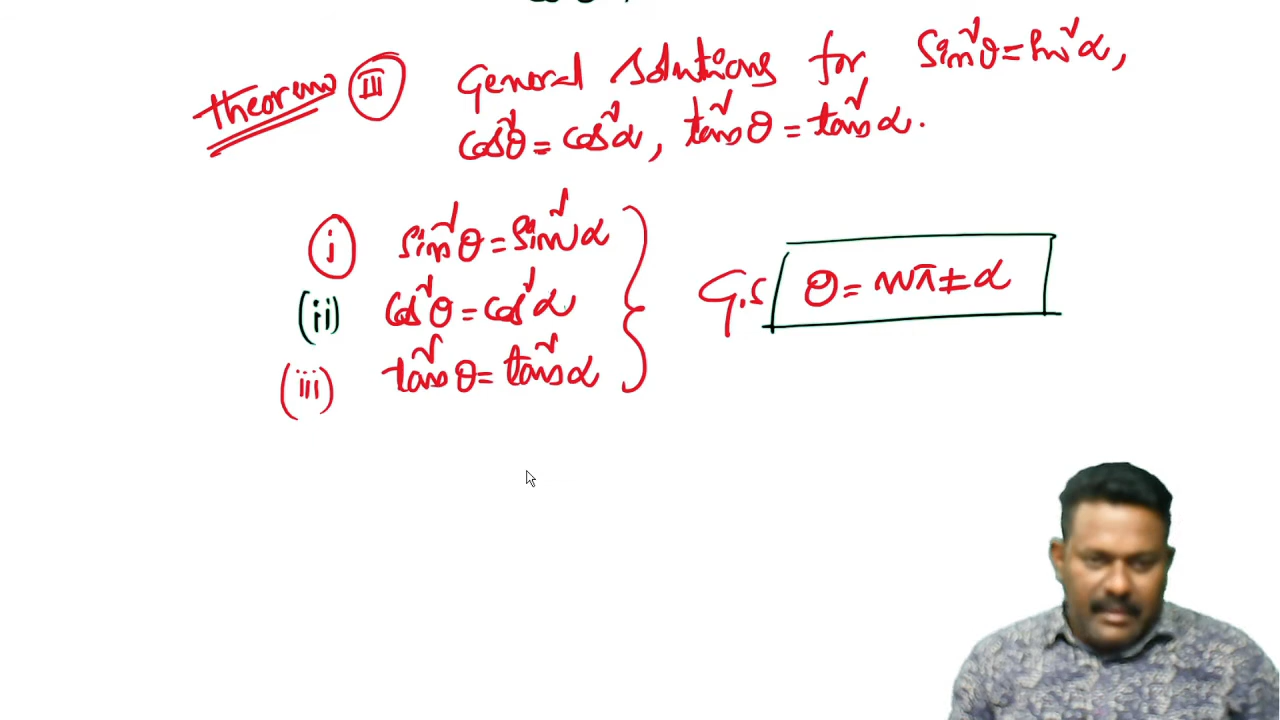 Theorem III General solutions for sin²θ = sin²α,
cos²θ = cos²α, tan²θ = tan²α.
(i) sin²θ = sin²α
(ii) cos²θ = cos²α
(iii) tan²θ = tan²α
G.S θ = nπ ± α